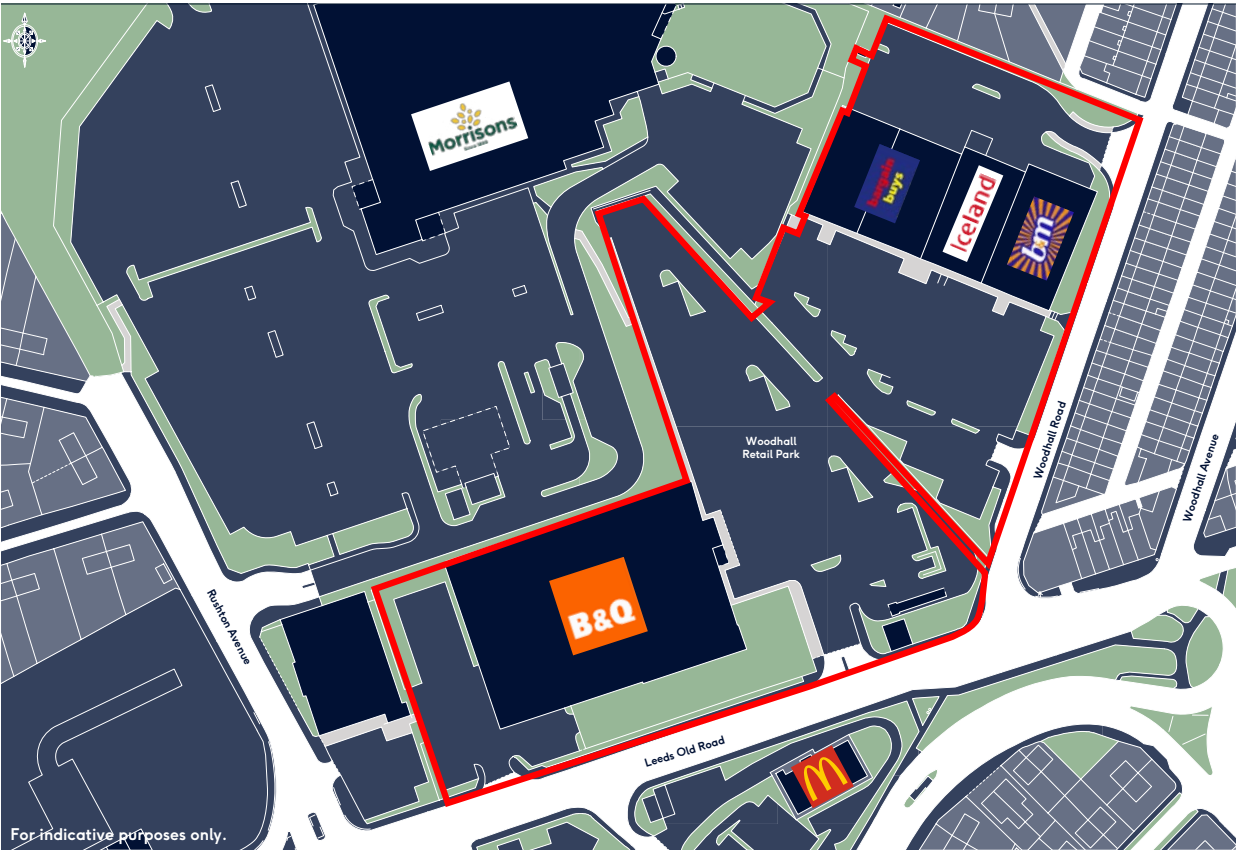 Morrisons
Since 1899
bargain
buys
Iceland
b&m
Woodhall
Retail Park
Woodhall Road
Woodhall Avenue
B&Q
Rushton Avenue
Leeds Old Road
M
For indicative purposes only.